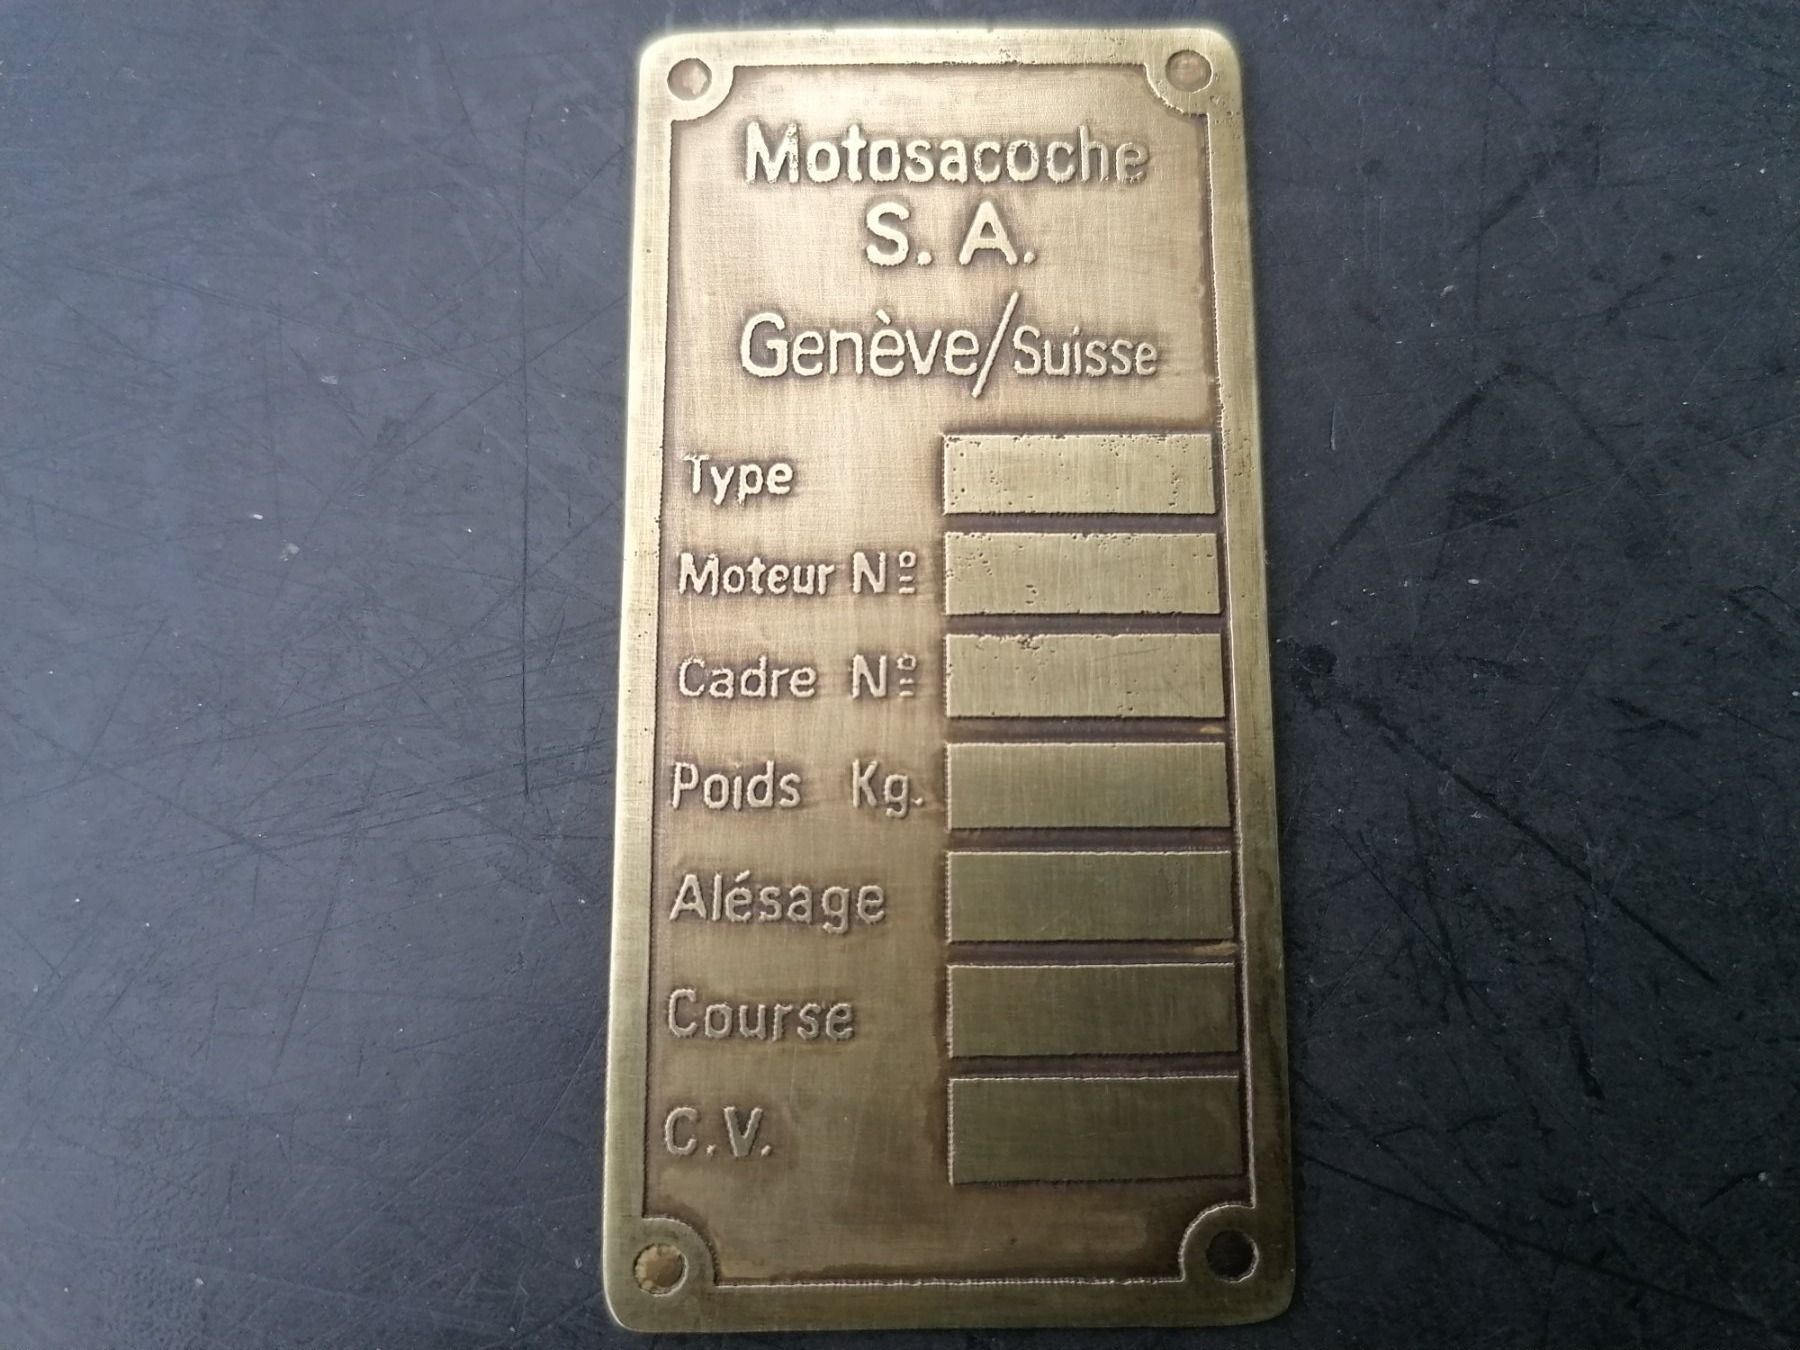 Motosacoche
S. A.
Genève/Suisse
Type
Moteur Nº
Cadre Nº
Poids Kg.
Alésage
Course
C.V.